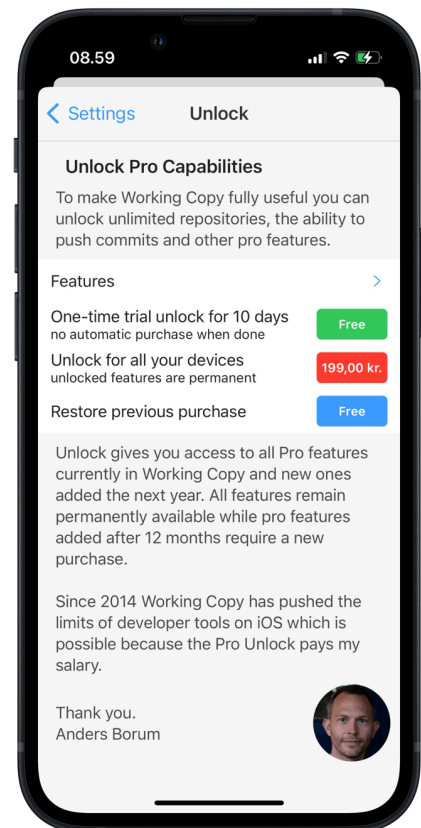 08.59
Settings
Unlock
Unlock Pro Capabilities
To make Working Copy fully useful you can
unlock unlimited repositories, the ability to
push commits and other pro features.
Features
One-time trial unlock for 10 days
no automatic purchase when done
Free
Unlock for all your devices
unlocked features are permanent
199,00 kr.
Restore previous purchase
Free
Unlock gives you access to all Pro features
currently in Working Copy and new ones
added the next year. All features remain
permanently available while pro features
added after 12 months require a new
purchase.
Since 2014 Working Copy has pushed the
limits of developer tools on iOS which is
possible because the Pro Unlock pays my
salary.
Thank you.
Anders Borum